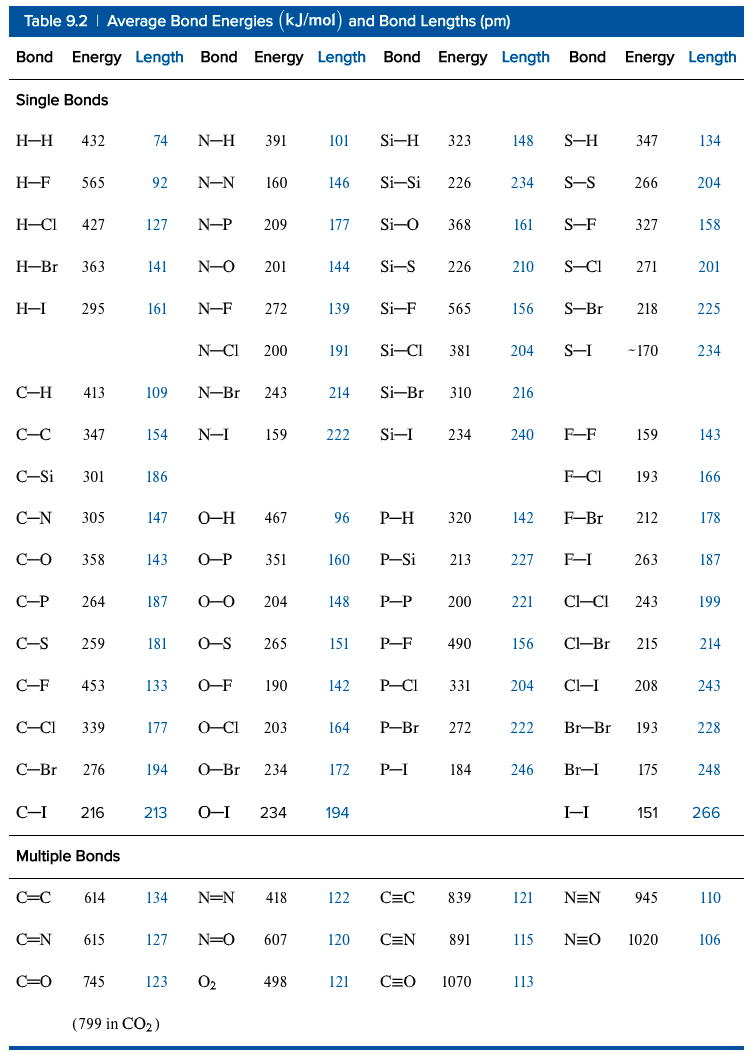 Table 9.2 | Average Bond Energies (kJ/mol) and Bond Lengths (pm)
Bond Energy Length Bond Energy Length Bond Energy Length Bond Energy Length
Single Bonds
H—H 432 74 N—H 391 101 Si—H 323 148 S—H 347 134
H—F 565 92 N—N 160 146 Si—Si 226 234 S—S 266 204
H—Cl 427 127 N—P 209 177 Si—O 368 161 S—F 327 158
H—Br 363 141 N—O 201 144 Si—S 226 210 S—Cl 271 201
H—I 295 161 N—F 272 139 Si—F 565 156 S—Br 218 225
N—Cl 200 191 Si—Cl 381 204 S—I ~170 234
C—H 413 109 N—Br 243 214 Si—Br 310 216
C—C 347 154 N—I 159 222 Si—I 234 240 F—F 159 143
C—Si 301 186 F—Cl 193 166
C—N 305 147 O—H 467 96 P—H 320 142 F—Br 212 178
C—O 358 143 O—P 351 160 P—Si 213 227 F—I 263 187
C—P 264 187 O—O 204 148 P—P 200 221 Cl—Cl 243 199
C—S 259 181 O—S 265 151 P—F 490 156 Cl—Br 215 214
C—F 453 133 O—F 190 142 P—Cl 331 204 Cl—I 208 243
C—Cl 339 177 O—Cl 203 164 P—Br 272 222 Br—Br 193 228
C—Br 276 194 O—Br 234 172 P—I 184 246 Br—I 175 248
C—I 216 213 O—I 234 194 I—I 151 266
Multiple Bonds
C=C 614 134 N=N 418 122 C≡C 839 121 N≡N 945 110
C=N 615 127 N=O 607 120 C≡N 891 115 N≡O 1020 106
C=O 745 123 O₂ 498 121 C≡O 1070 113
(799 in CO₂)